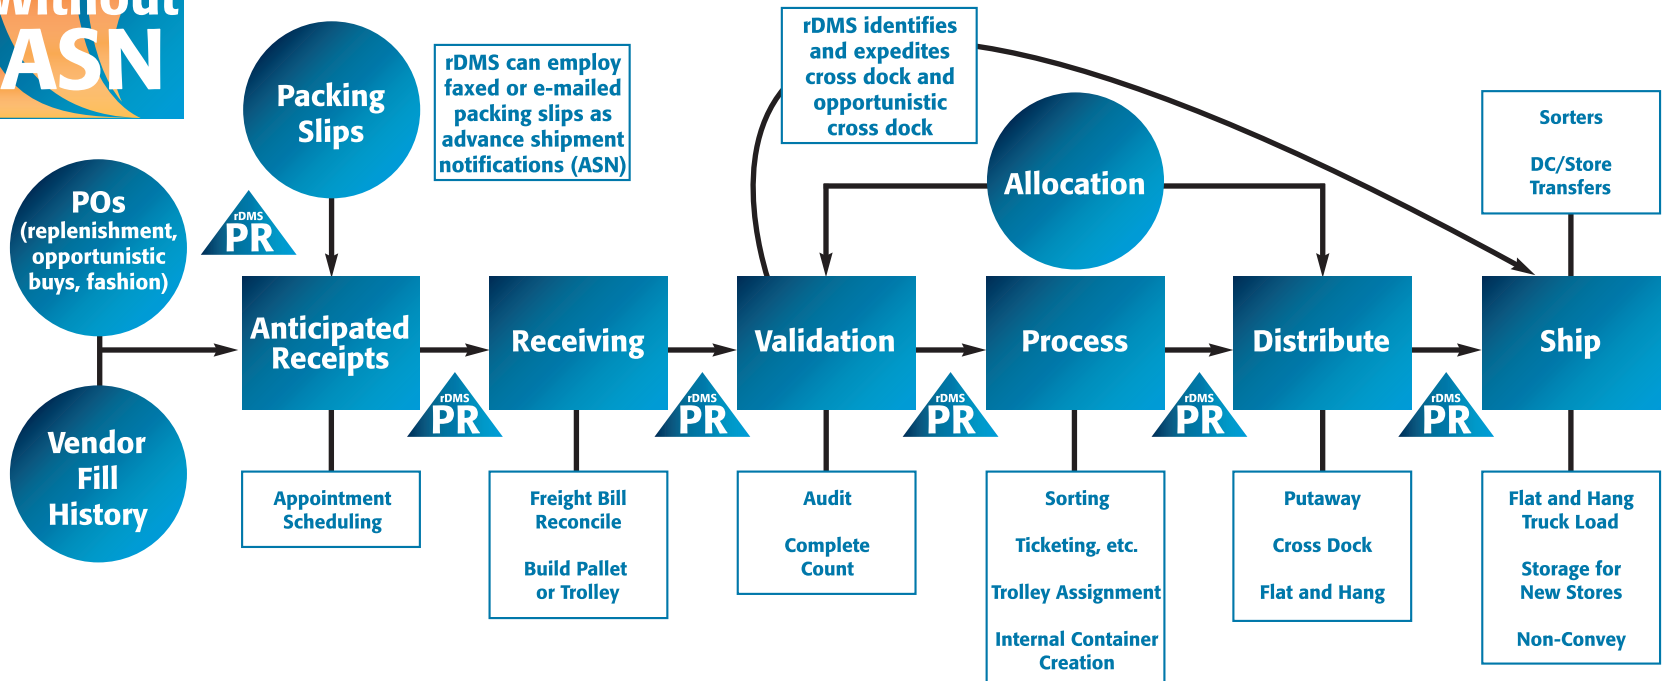 Without
ASN
Packing
Slips
rDMS can employ
faxed or e-mailed
packing slips as
advance shipment
notifications (ASN)
rDMS identifies
and expedites
cross dock and
opportunistic
cross dock
Allocation
Sorters
DC/Store
Transfers
POs
(replenishment,
opportunistic
buys, fashion)
rDMS
PR
Anticipated
Receipts
Receiving
Validation
Process
Distribute
Ship
rDMS
PR
rDMS
PR
rDMS
PR
rDMS
PR
rDMS
PR
Vendor
Fill
History
Appointment
Scheduling
Freight Bill
Reconcile
Build Pallet
or Trolley
Audit
Complete
Count
Sorting
Ticketing, etc.
Trolley Assignment
Internal Container
Creation
Putaway
Cross Dock
Flat and Hang
Flat and Hang
Truck Load
Storage for
New Stores
Non-Convey